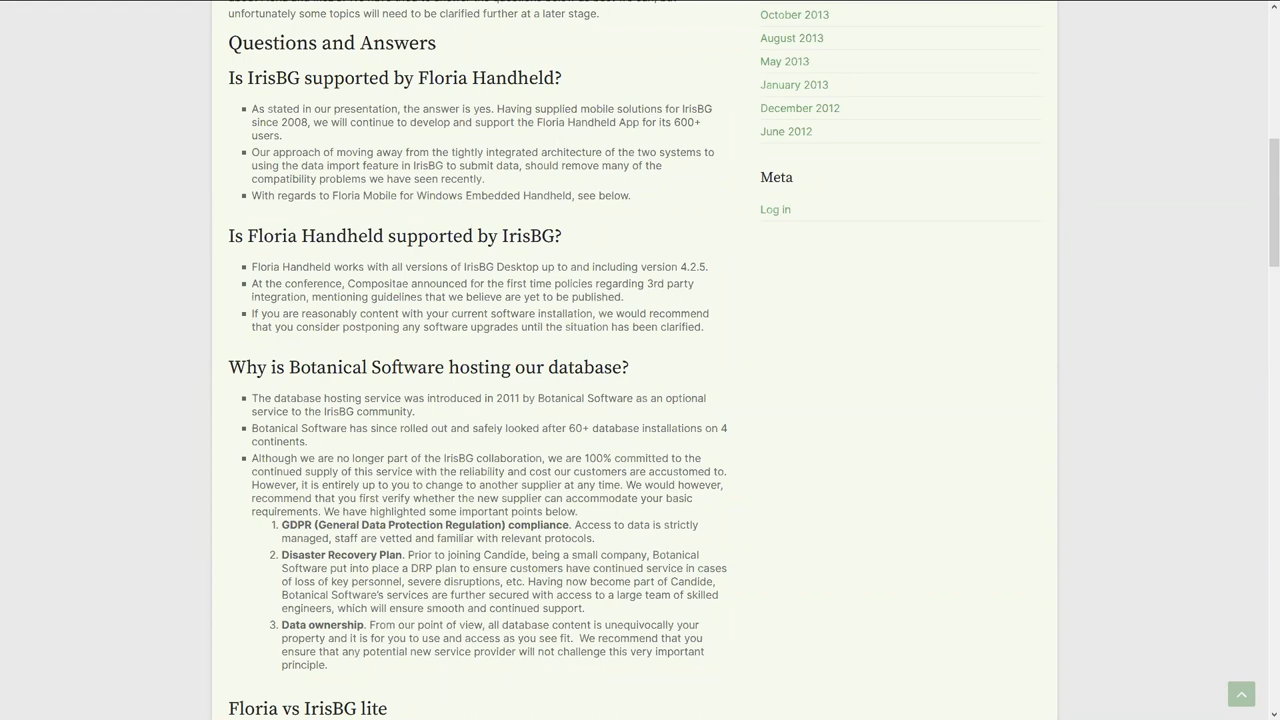 unfortunately some topics will need to be clarified further at a later stage.
Questions and Answers
Is IrisBG supported by Floria Handheld?
As stated in our presentation, the answer is yes. Having supplied mobile solutions for IrisBG
since 2008, we will continue to develop and support the Floria Handheld App for its 600+
users.
Our approach of moving away from the tightly integrated architecture of the two systems to
using the data import feature in IrisBG to submit data, should remove many of the
compatibility problems we have seen recently.
With regards to Floria Mobile for Windows Embedded Handheld, see below.
Is Floria Handheld supported by IrisBG?
Floria Handheld works with all versions of IrisBG Desktop up to and including version 4.2.5.
At the conference, Compositae announced for the first time policies regarding 3rd party
integration, mentioning guidelines that we believe are yet to be published.
If you are reasonably content with your current software installation, we would recommend
that you consider postponing any software upgrades until the situation has been clarified.
Why is Botanical Software hosting our database?
The database hosting service was introduced in 2011 by Botanical Software as an optional
service to the IrisBG community.
Botanical Software has since rolled out and safely looked after 60+ database installations on 4
continents.
Although we are no longer part of the IrisBG collaboration, we are 100% committed to the
continued supply of this service with the reliability and cost our customers are accustomed to.
However, it is entirely up to you to change to another supplier at any time. We would however,
recommend that you first verify whether the new supplier can accommodate your basic
requirements. We have highlighted some important points below.
1. GDPR (General Data Protection Regulation) compliance. Access to data is strictly
managed, staff are vetted and familiar with relevant protocols.
2. Disaster Recovery Plan. Prior to joining Candide, being a small company, Botanical
Software put into place a DRP plan to ensure customers have continued service in cases
of loss of key personnel, severe disruptions, etc. Having now become part of Candide,
Botanical Software's services are further secured with access to a large team of skilled
engineers, which will ensure smooth and continued support.
3. Data ownership. From our point of view, all database content is unequivocally your
property and it is for you to use and access as you see fit.  We recommend that you
ensure that any potential new service provider will not challenge this very important
principle.
Floria vs IrisBG lite
October 2013
August 2013
May 2013
January 2013
December 2012
June 2012
Meta
Log in